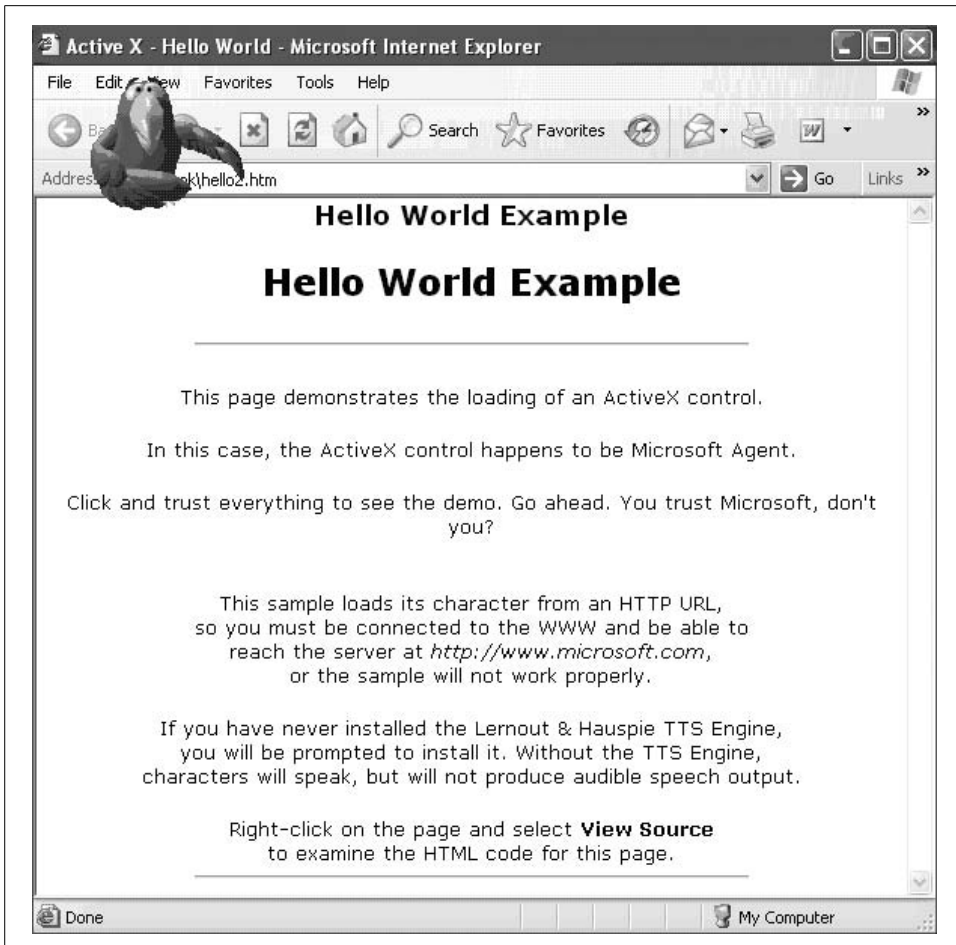 Active X - Hello World - Microsoft Internet Explorer
File Edit View Favorites Tools Help
Search Favorites
Address ok\hello2.htm Go Links
Hello World Example
Hello World Example
This page demonstrates the loading of an ActiveX control.
In this case, the ActiveX control happens to be Microsoft Agent.
Click and trust everything to see the demo. Go ahead. You trust Microsoft, don't
you?
This sample loads its character from an HTTP URL,
so you must be connected to the WWW and be able to
reach the server at http://www.microsoft.com,
or the sample will not work properly.
If you have never installed the Lernout & Hauspie TTS Engine,
you will be prompted to install it. Without the TTS Engine,
characters will speak, but will not produce audible speech output.
Right-click on the page and select View Source
to examine the HTML code for this page.
Done My Computer